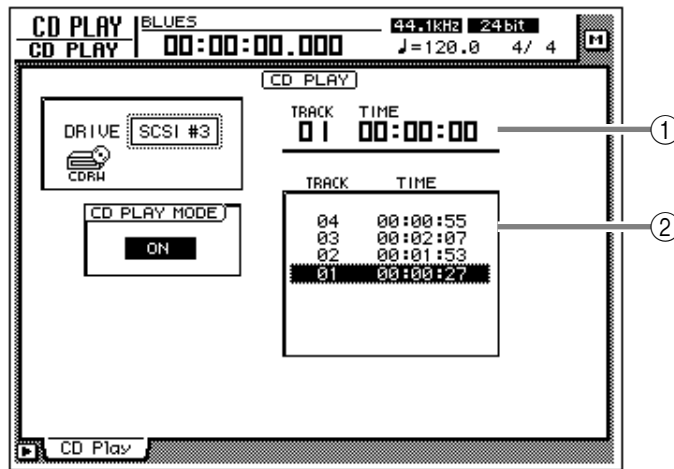 CD PLAY
CD PLAY
BLUES
00:00:00.000
44.1kHz 24bit
♩=120.0 4/ 4
M
CD PLAY
DRIVE SCSI #3
CDRW
CD PLAY MODE
ON
TRACK TIME
01 00:00:00
①
TRACK TIME
04 00:00:55
03 00:02:07
02 00:01:53
01 00:00:27
②
CD Play